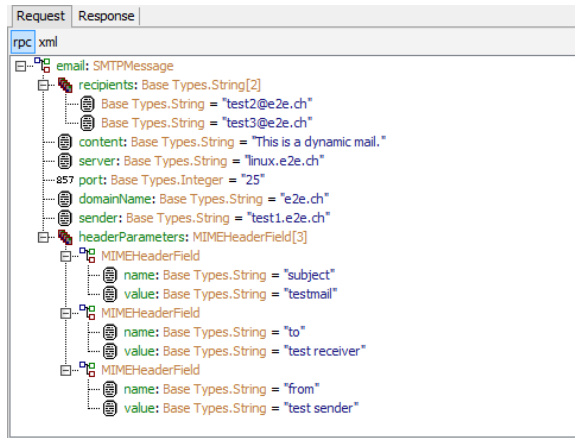 Request Response
rpc xml
email: SMTPMessage
recipients: Base Types.String[2]
Base Types.String = "test2@e2e.ch"
Base Types.String = "test3@e2e.ch"
content: Base Types.String = "This is a dynamic mail."
server: Base Types.String = "linux.e2e.ch"
857 port: Base Types.Integer = "25"
domainName: Base Types.String = "e2e.ch"
sender: Base Types.String = "test1.e2e.ch"
headerParameters: MIMEHeaderField[3]
MIMEHeaderField
name: Base Types.String = "subject"
value: Base Types.String = "testmail"
MIMEHeaderField
name: Base Types.String = "to"
value: Base Types.String = "test receiver"
MIMEHeaderField
name: Base Types.String = "from"
value: Base Types.String = "test sender"